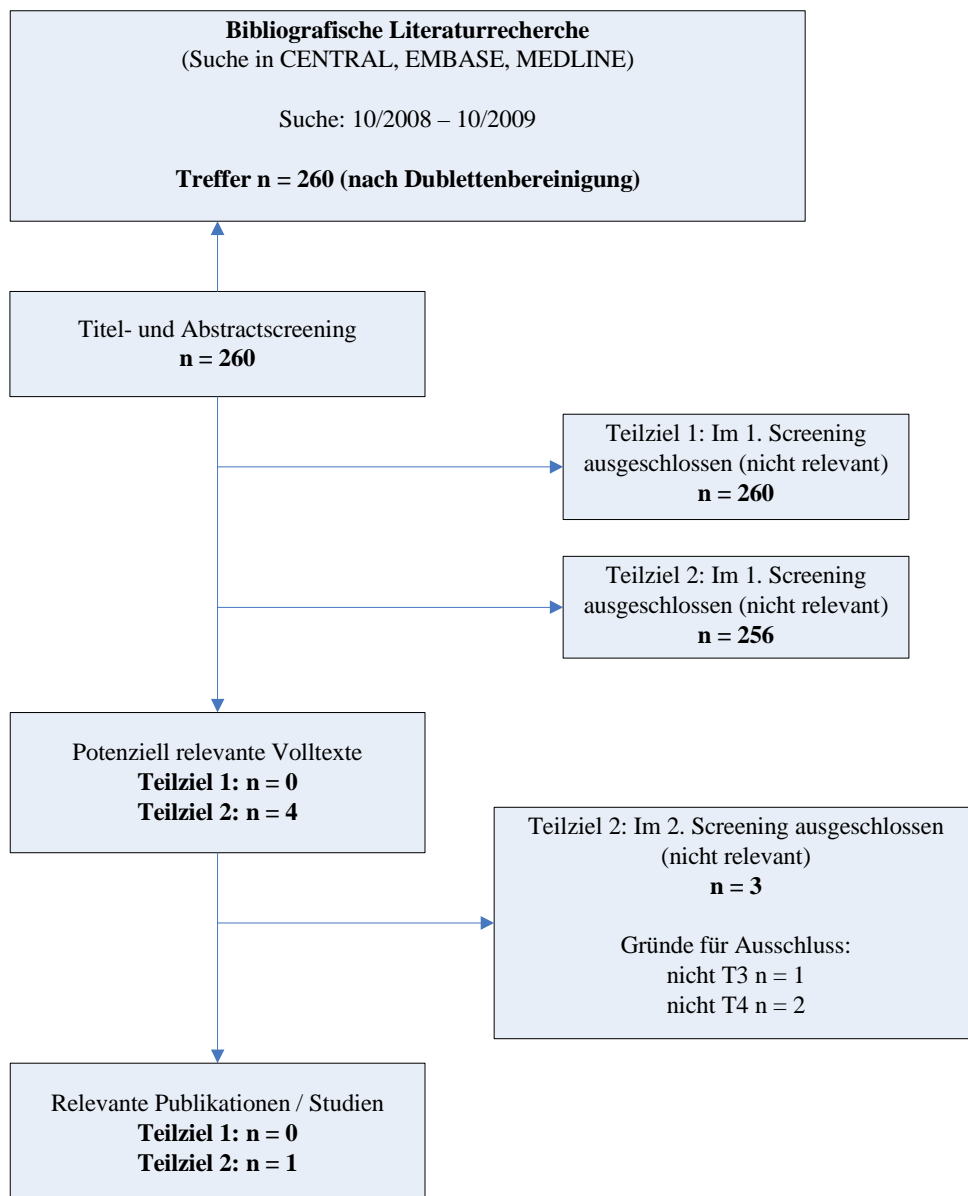 Bibliografische Literaturrecherche
(Suche in CENTRAL, EMBASE, MEDLINE)
Suche: 10/2008 – 10/2009
Treffer n = 260 (nach Dublettenbereinigung)
Titel- und Abstractscreening
n = 260
Teilziel 1: Im 1. Screening
ausgeschlossen (nicht relevant)
n = 260
Teilziel 2: Im 1. Screening
ausgeschlossen (nicht relevant)
n = 256
Potenziell relevante Volltexte
Teilziel 1: n = 0
Teilziel 2: n = 4
Teilziel 2: Im 2. Screening ausgeschlossen
(nicht relevant)
n = 3
Gründe für Ausschluss:
nicht T3 n = 1
nicht T4 n = 2
Relevante Publikationen / Studien
Teilziel 1: n = 0
Teilziel 2: n = 1